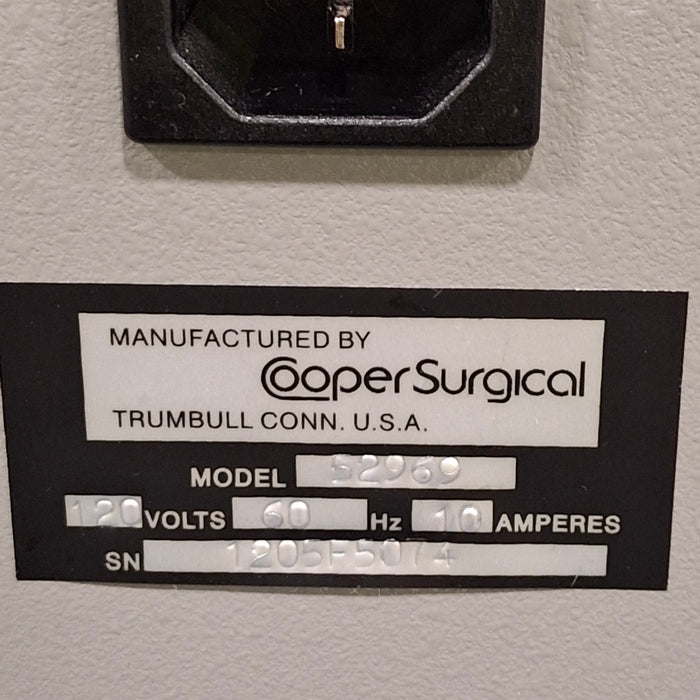 MANUFACTURED BY
CooperSurgical
TRUMBULL CONN. U.S.A.
MODEL 52969
120 VOLTS 60 Hz 10 AMPERES
SN 1205F5074